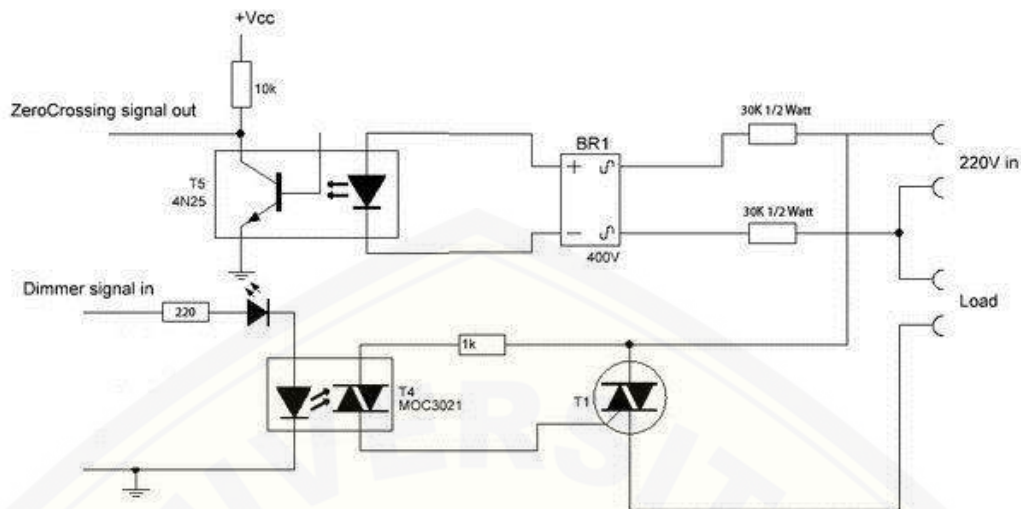 +Vcc
10k
ZeroCrossing signal out
30K 1/2 Watt
BR1
220V in
T5
4N25
+
-
30K 1/2 Watt
400V
Dimmer signal in
220
Load
1k
T4
MOC3021
T1
UNIVERSIT